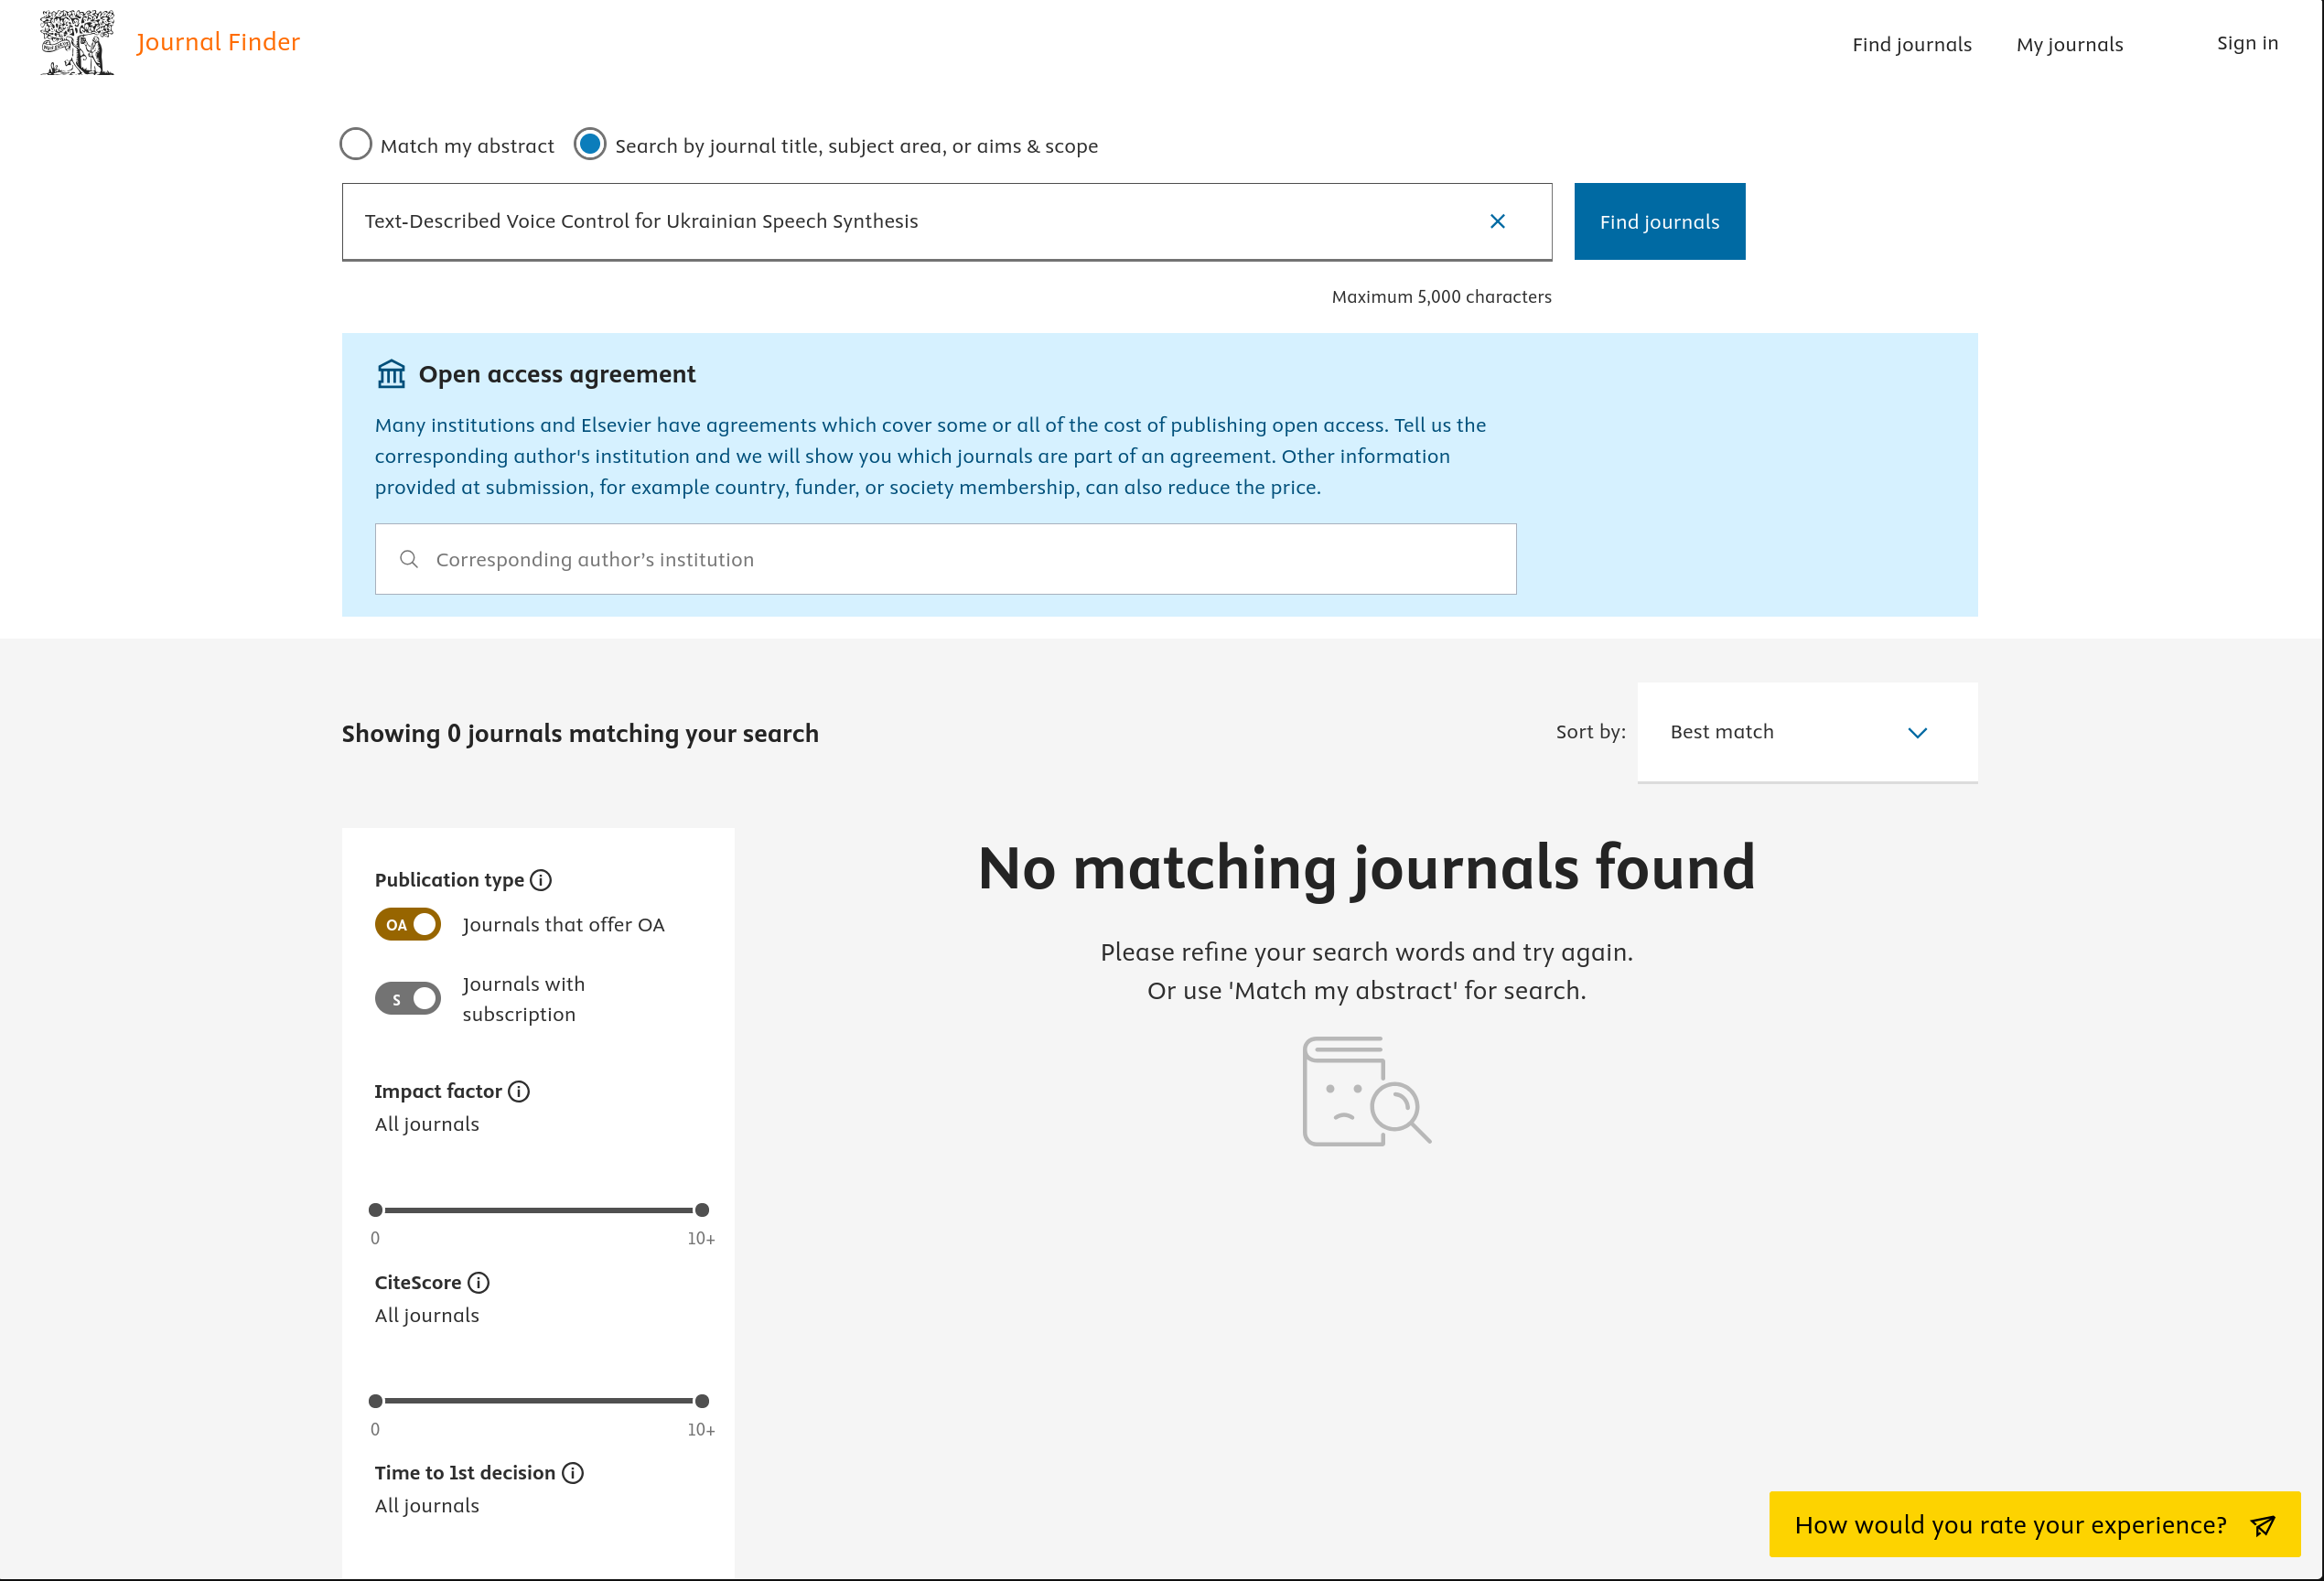 Journal Finder
Find journals
My journals
Sign in
Match my abstract
Search by journal title, subject area, or aims & scope
Text-Described Voice Control for Ukrainian Speech Synthesis
Find journals
Maximum 5,000 characters
Open access agreement
Many institutions and Elsevier have agreements which cover some or all of the cost of publishing open access. Tell us the
corresponding author's institution and we will show you which journals are part of an agreement. Other information
provided at submission, for example country, funder, or society membership, can also reduce the price.
Corresponding author’s institution
Showing 0 journals matching your search
Sort by:
Best match
Publication type
OA
Journals that offer OA
S
Journals with
subscription
Impact factor
All journals
0
10+
CiteScore
All journals
0
10+
Time to 1st decision
All journals
No matching journals found
Please refine your search words and try again.
Or use 'Match my abstract' for search.
How would you rate your experience?